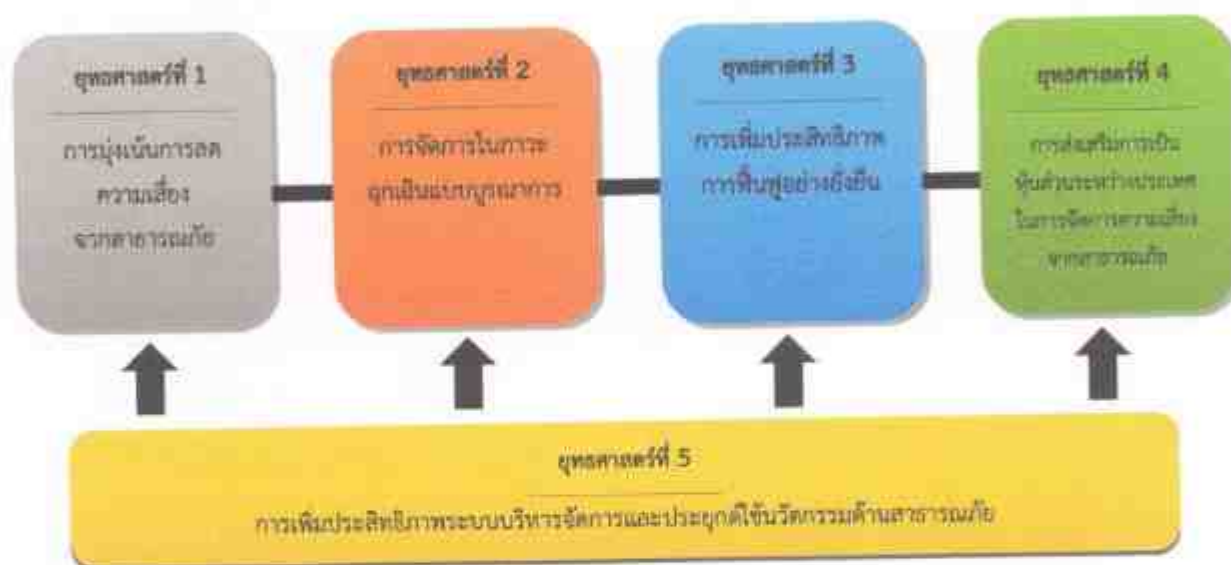 ยุทธศาสตร์ที่ 1
การมุ่งเน้นการลด
ความเสี่ยง
จากสาธารณภัย
ยุทธศาสตร์ที่ 2
การจัดการในภาวะ
ฉุกเฉินแบบบูรณาการ
ยุทธศาสตร์ที่ 3
การเพิ่มประสิทธิภาพ
การฟื้นฟูอย่างยั่งยืน
ยุทธศาสตร์ที่ 4
การส่งเสริมการเป็น
หุ้นส่วนระหว่างประเทศ
ในการจัดการความเสี่ยง
จากสาธารณภัย
ยุทธศาสตร์ที่ 5
การเพิ่มประสิทธิภาพระบบบริหารจัดการและประยุกต์ใช้นวัตกรรมด้านสาธารณภัย